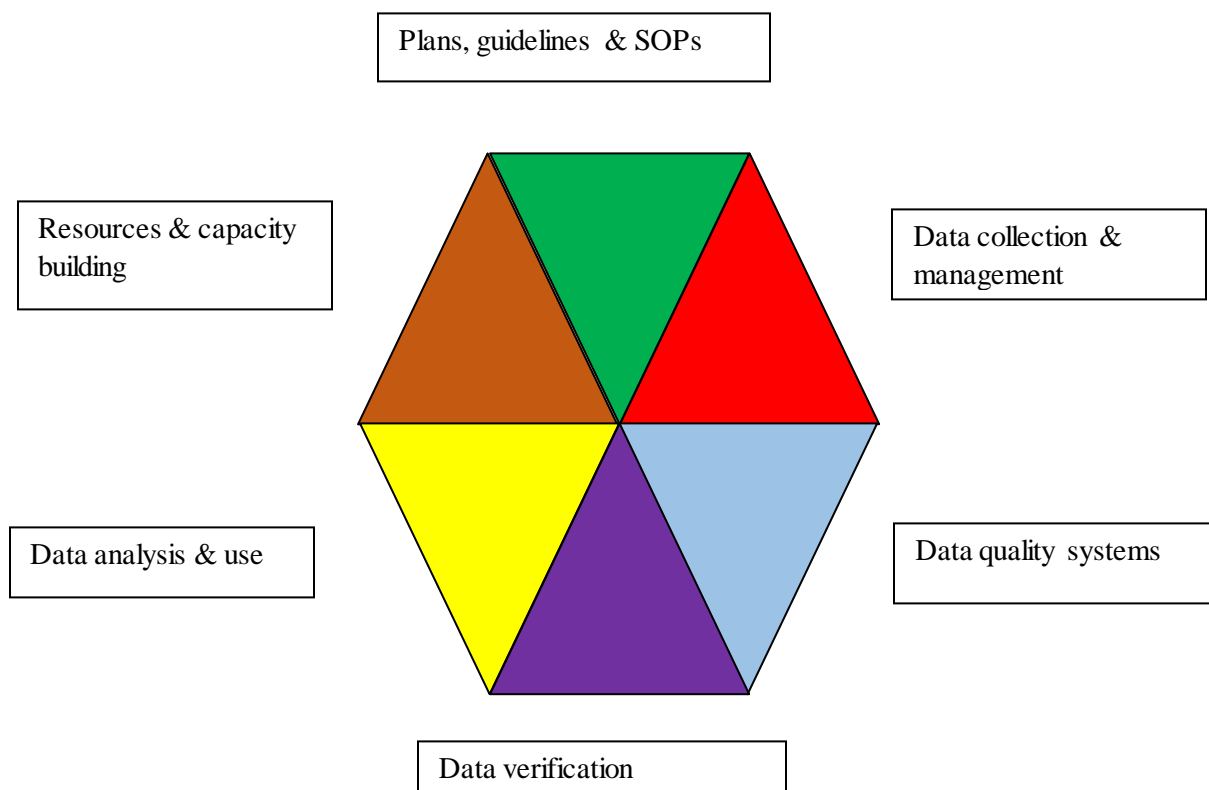 Plans, guidelines & SOPs
Resources & capacity
building
Data collection &
management
Data analysis & use
Data quality systems
Data verification